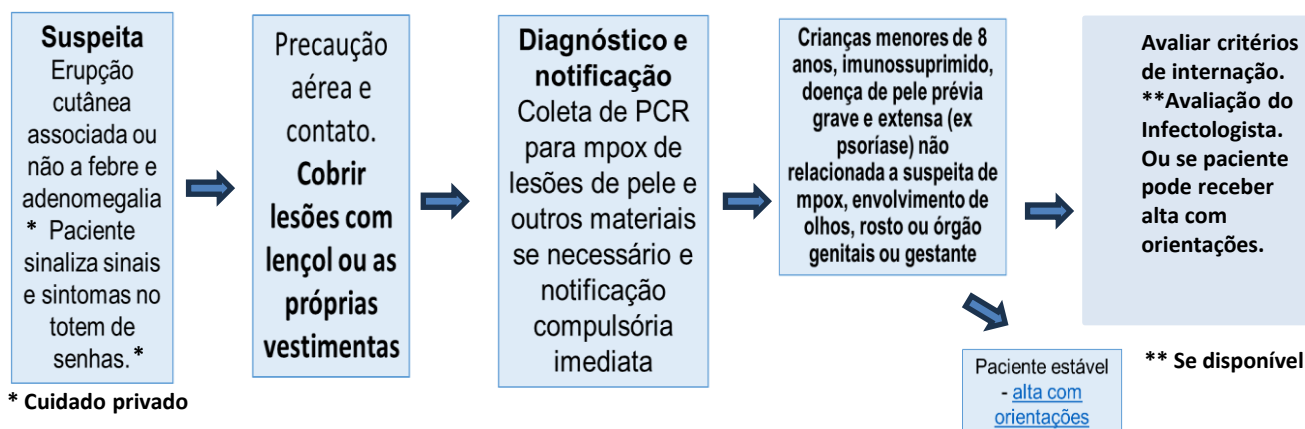 Suspeita
Erupção
cutânea
associada ou
não a febre e
adenomegalia
* Paciente
sinaliza sinais
e sintomas no
totem de
senhas. *
* Cuidado privado
Precaução
aérea e
contato.
Cobrir
lesões com
lençol ou as
próprias
vestimentas
Diagnóstico e
notificação
Coleta de PCR
para mpox de
lesões de pele e
outros materiais
se necessário e
notificação
compulsória
imediata
Crianças menores de 8
anos, imunossuprimido,
doença de pele prévia
grave e extensa (ex
psoríase) não
relacionada a suspeita de
mpox, envolvimento de
olhos, rosto ou órgão
genitais ou gestante
Avaliar critérios
de internação.
**Avaliação do
Infectologista.
Ou se paciente
pode receber
alta com
orientações.
Paciente estável
- alta com
orientações
** Se disponível